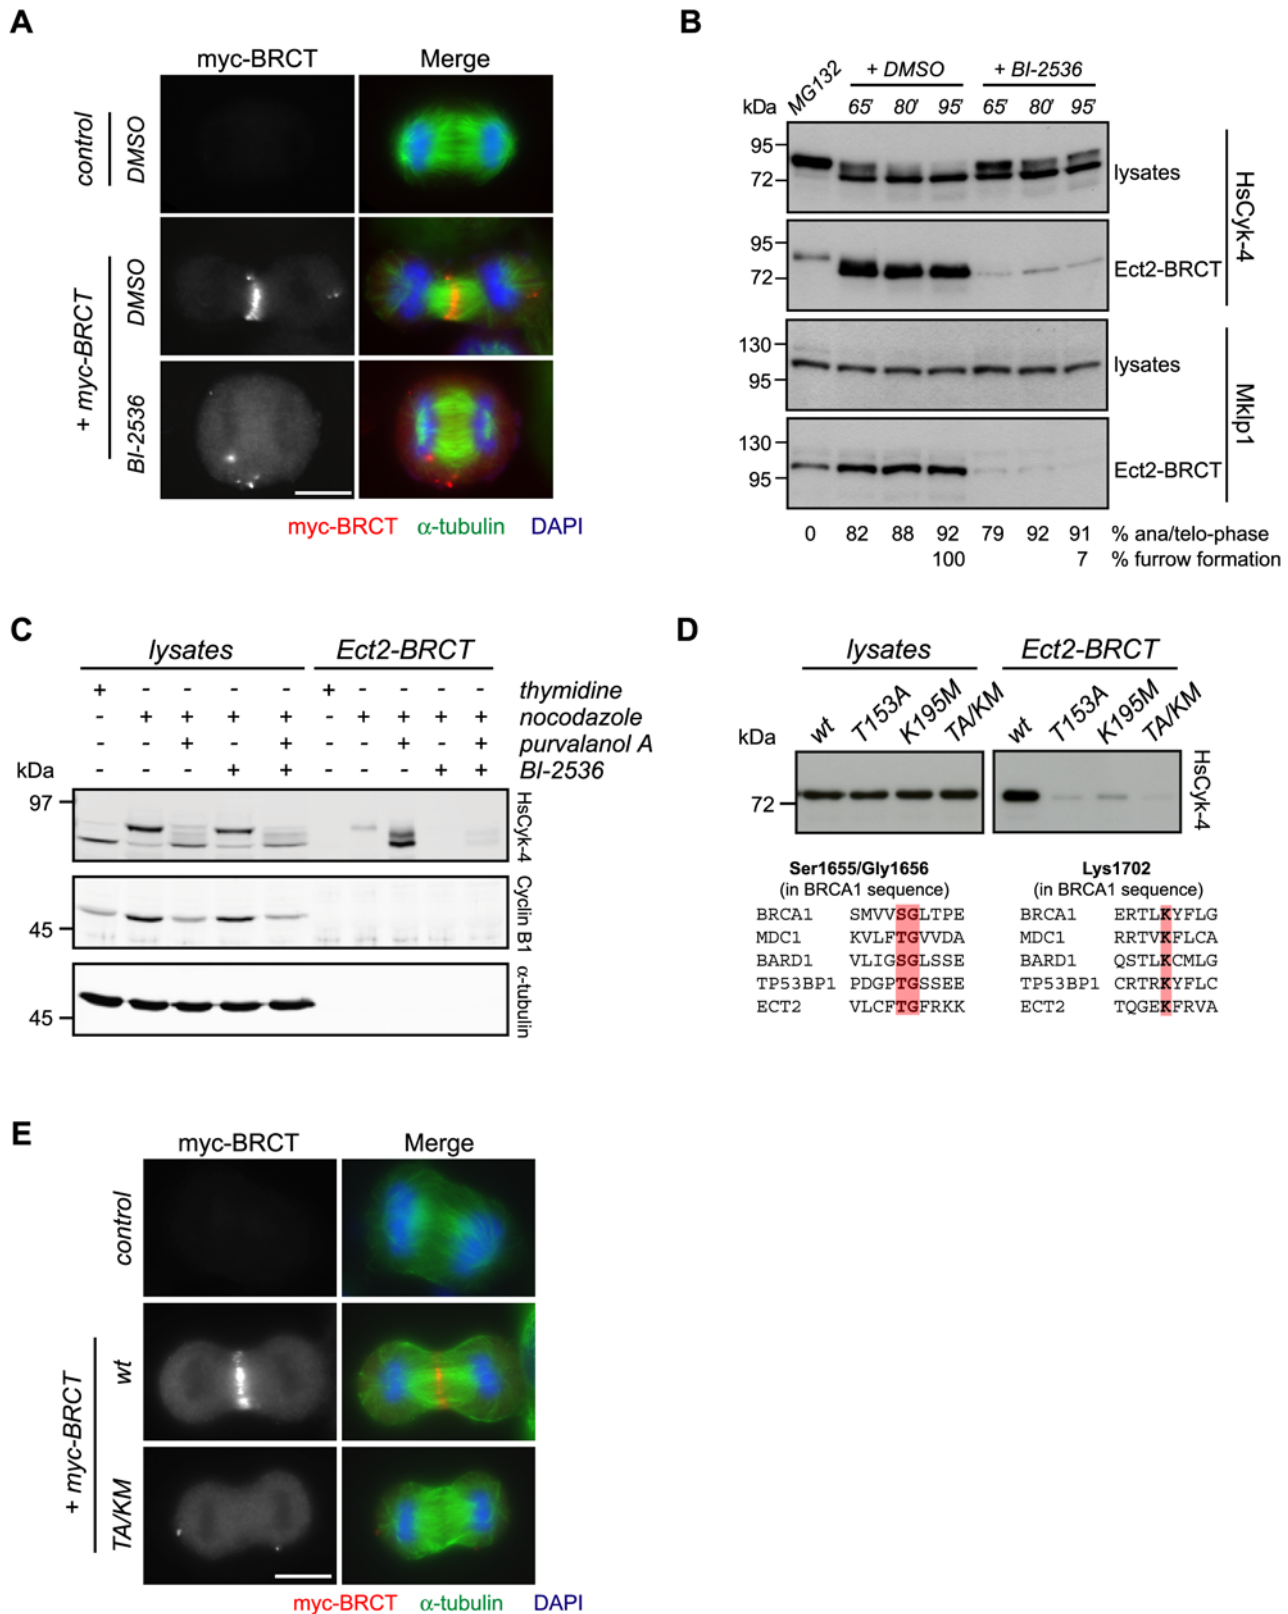 A
myc-BRCT Merge
control
DMSO
+ myc-BRCT
DMSO
BI-2536
myc-BRCT α-tubulin DAPI
B
MG132 + DMSO + BI-2536
kDa 65' 80' 95' 65' 80' 95'
95
72
lysates
95
72
Ect2-BRCT
HsCyk-4
130
95
lysates
130
95
Ect2-BRCT
Mklp1
0 82 88 92 79 92 91 % ana/telo-phase
100 7 % furrow formation
C
lysates Ect2-BRCT
+ - - - - + - - - - thymidine
- + + + + - + + + + nocodazole
- - + - + - - + - + purvalanol A
- - - + + - - - + + BI-2536
kDa
97
HsCyk-4
45
Cyclin B1
45
α-tubulin
D
lysates Ect2-BRCT
kDa wt T153A K195M TA/KM wt T153A K195M TA/KM
72
HsCyk-4
Ser1655/Gly1656 Lys1702
(in BRCA1 sequence) (in BRCA1 sequence)
BRCA1 SMVVSGLTPE BRCA1 ERTLKYFLG
MDC1 KVLFTGVVDA MDC1 RRTVKFLCA
BARD1 VLIGSGLSSE BARD1 QSTLKCMLG
TP53BP1 PDGPTGSSEE TP53BP1 CRTRKYFLC
ECT2 VLCFTGFRKK ECT2 TQGEKFRVA
E
myc-BRCT Merge
control
+ myc-BRCT
wt
TA/KM
myc-BRCT α-tubulin DAPI